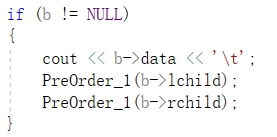 if (b != NULL)
{
cout << b->data << '\t';
PreOrder_1(b->lchild);
PreOrder_1(b->rchild);
}